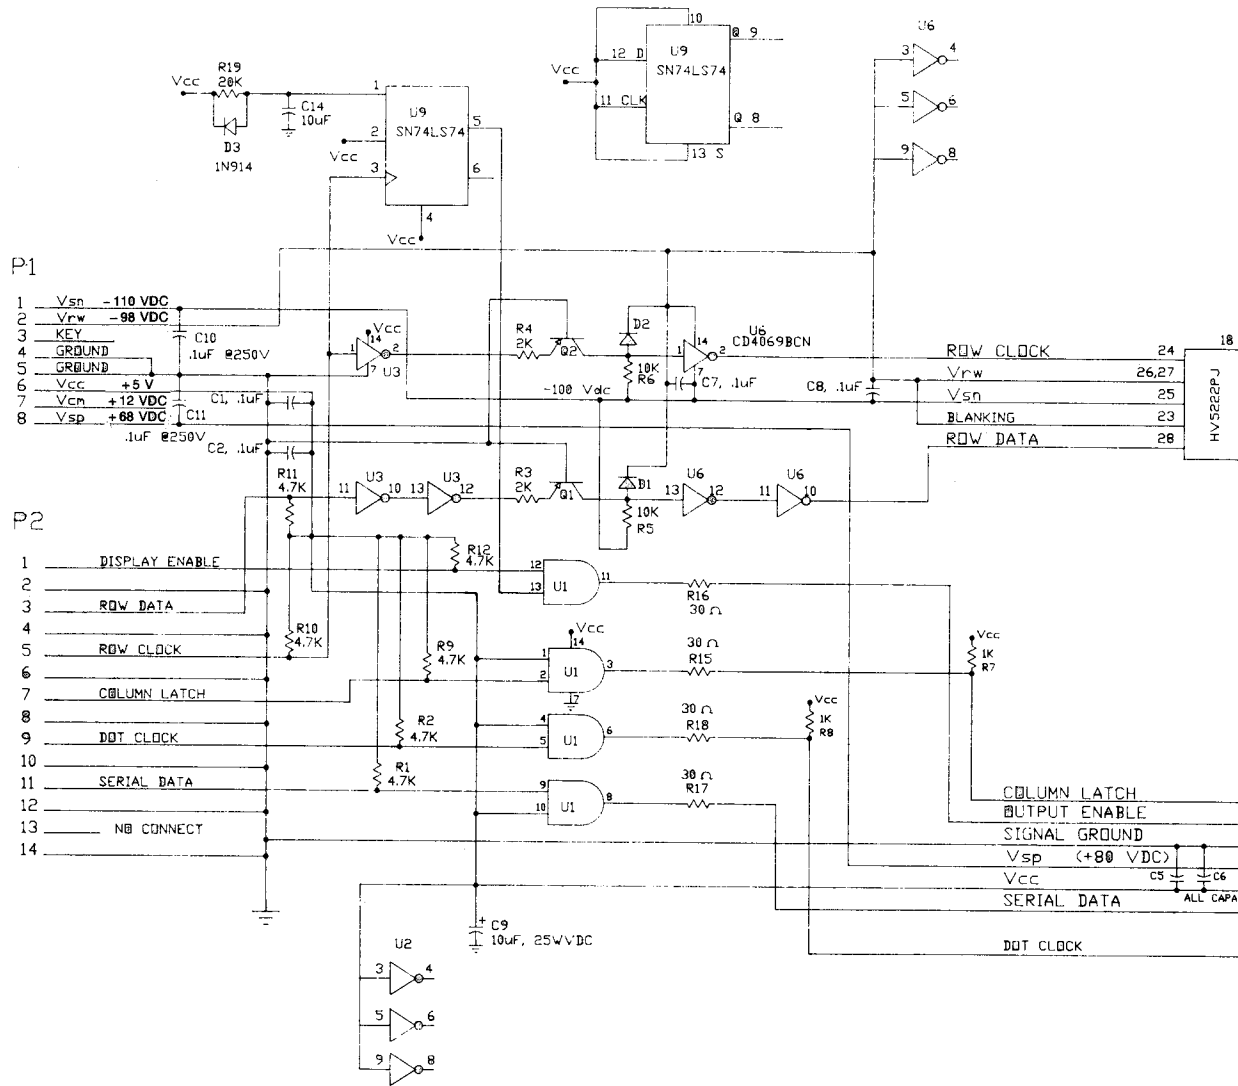 10
Q 9
12 D
U9
SN74LS74
Vcc
11 CLK
Q 8
13 S
U6
3
4
5
6
9
8
R19
20K
Vcc
1
C14
10uF
D3
1N914
U9
SN74LS74
5
2
Vcc
3
6
4
Vcc
P1
1 Vsn -110 VDC
2 Vrw -98 VDC
3 KEY
4 GROUND
5 GROUND
6 Vcc +5 V
7 Vcm +12 VDC
8 Vsp +68 VDC
C10
.1uF @250V
C11
.1uF @250V
C1, .1uF
C2, .1uF
Vcc
14
1
2
7
U3
R4
2K
Q2
D2
10K
R6
14
1
2
7
U6
CD4069BCN
C7, .1uF
-100 Vdc
C8, .1uF
ROW CLOCK 24
Vrw 26,27
Vsn 25
BLANKING 23
ROW DATA 28
18
HV5222PJ
R11
4.7K
11
U3
10
13
U3
12
R3
2K
Q1
D1
10K
R5
13
U6
12
11
U6
10
P2
1 DISPLAY ENABLE
2
3 ROW DATA
4
5 ROW CLOCK
6
7 COLUMN LATCH
8
9 DOT CLOCK
10
11 SERIAL DATA
12
13 NO CONNECT
14
R12
4.7K
R10
4.7K
R9
4.7K
R2
4.7K
R1
4.7K
12
13
U1
11
R16
30 Ω
Vcc
14
1
2
U1
3
7
30 Ω
R15
4
5
U1
6
30 Ω
R18
9
10
U1
8
30 Ω
R17
Vcc
1K
R7
Vcc
1K
R8
COLUMN LATCH
OUTPUT ENABLE
SIGNAL GROUND
Vsp (+80 VDC)
Vcc
SERIAL DATA
DOT CLOCK
C5
C6
ALL CAPA
+
C9
10uF, 25WVDC
U2
3
4
5
6
9
8